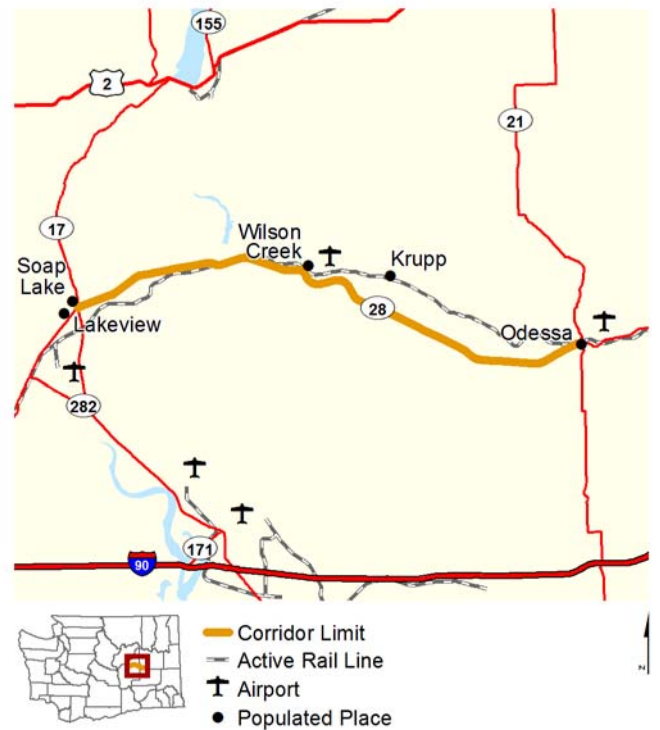 155
2
21
17
Wilson
Creek
Krupp
Soap
Lake
Lakeview
28
Odessa
282
171
90
Corridor Limit
Active Rail Line
Airport
Populated Place
N